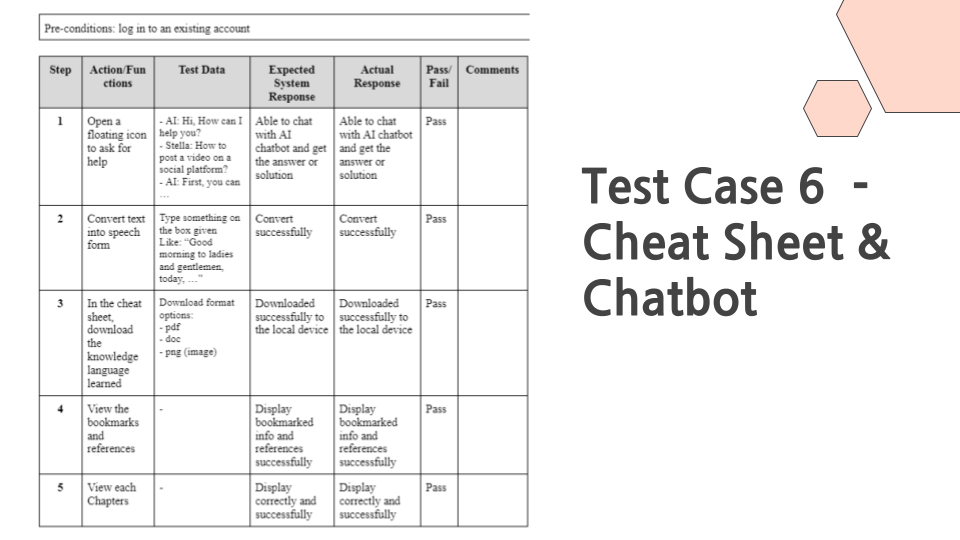 Pre-conditions: log in to an existing account
Step
Action/Fun
ctions
Test Data
Expected
System
Response
Actual
Response
Pass/
Fail
Comments
1
Open a
floating icon
to ask for
help
- AI: Hi, How can I
help you?
- Stella: How to
post a video on a
social platform?
- AI: First, you can
…
Able to chat
with AI
chatbot and get
the answer or
solution
Able to chat
with AI chatbot
and get the
answer or
solution
Pass
2
Convert text
into speech
form
Type something on
the box given
Like: “Good
morning to ladies
and gentlemen,
today, …”
Convert
successfully
Convert
successfully
Pass
3
In the cheat
sheet,
download
the
knowledge
language
learned
Download format
options:
- pdf
- doc
- png (image)
Downloaded
successfully to
the local device
Downloaded
successfully to
the local device
Pass
4
View the
bookmarks
and
references
-
Display
bookmarked
info and
references
successfully
Display
bookmarked
info and
references
successfully
Pass
5
View each
Chapters
-
Display
correctly and
successfully
Display
correctly and
successfully
Pass
Test Case 6 -
Cheat Sheet &
Chatbot